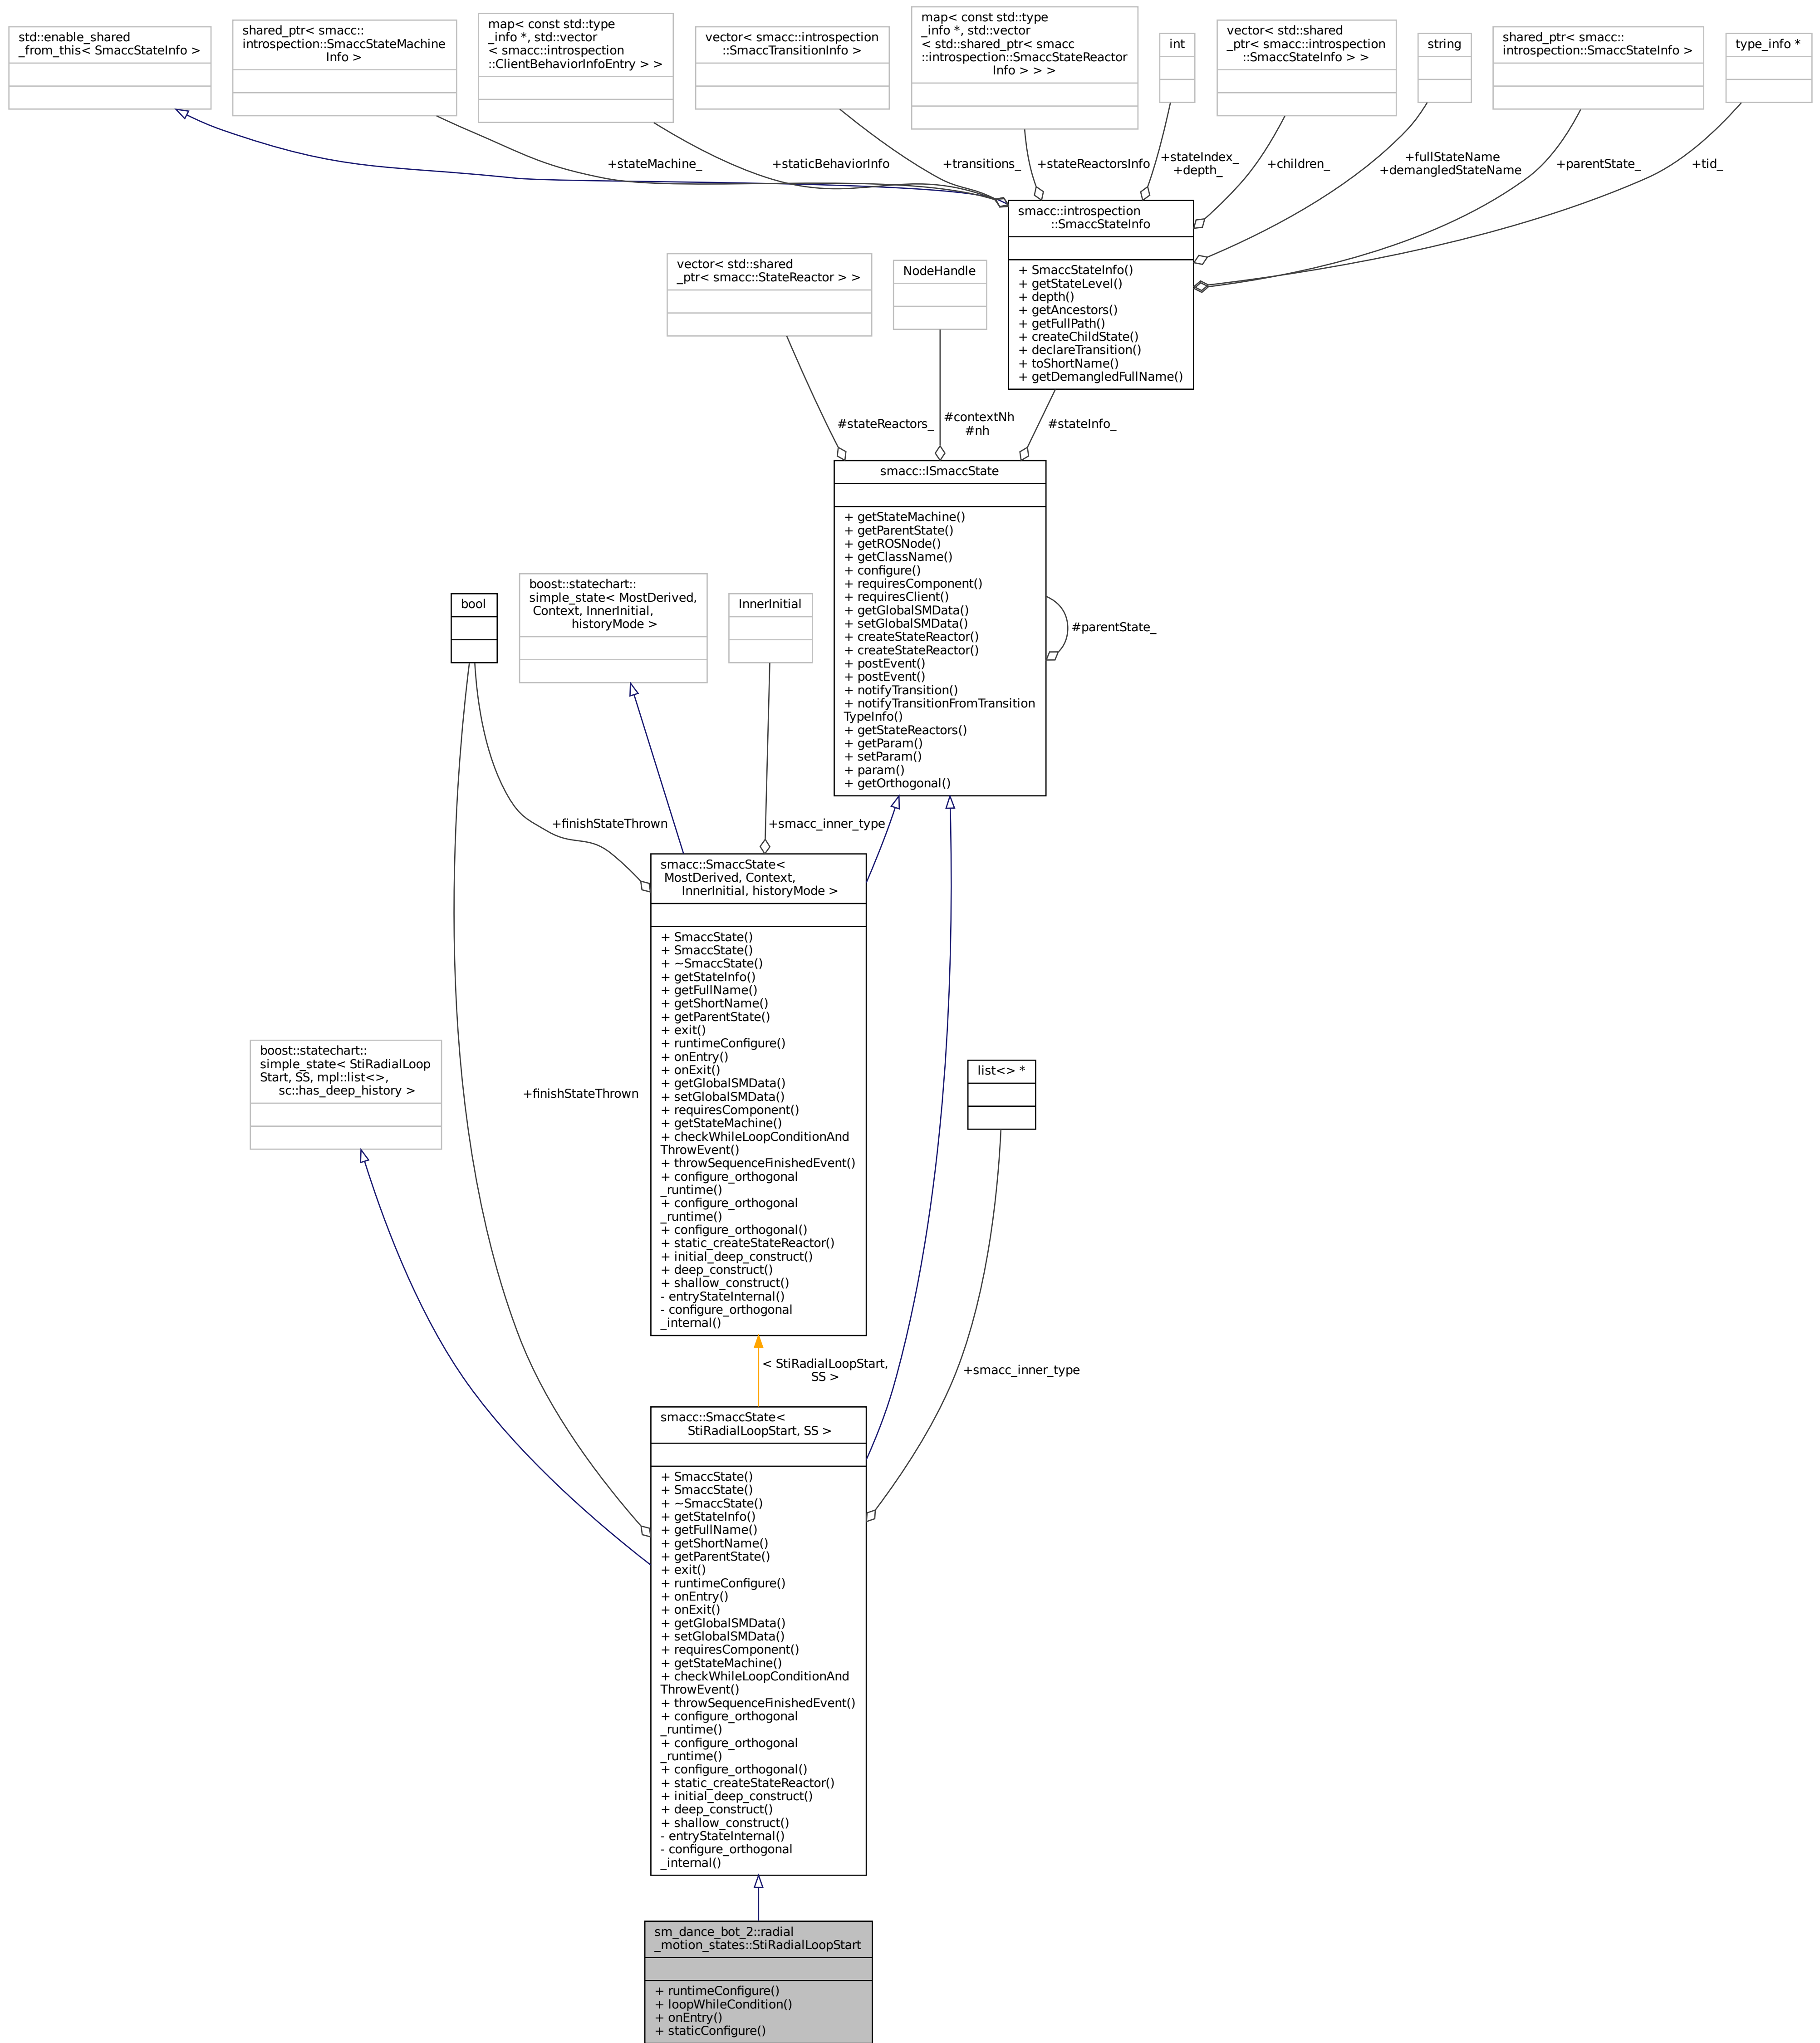 std::enable_shared
_from_this< SmaccStateInfo >
shared_ptr< smacc::
introspection::SmaccStateMachine
Info >
map< const std::type
_info *, std::vector
< smacc::introspection
::ClientBehaviorInfoEntry > >
vector< smacc::introspection
::SmaccTransitionInfo >
map< const std::type
_info *, std::vector
< std::shared_ptr< smacc
::introspection::SmaccStateReactor
Info > > >
int
vector< std::shared
_ptr< smacc::introspection
::SmaccStateInfo > >
string
shared_ptr< smacc::
introspection::SmaccStateInfo >
type_info *
+stateMachine_
+staticBehaviorInfo
+transitions_
+stateReactorsInfo
+stateIndex_
+depth_
+children_
+fullStateName
+demangledStateName
+parentState_
+tid_
smacc::introspection
::SmaccStateInfo
+ SmaccStateInfo()
+ getStateLevel()
+ depth()
+ getAncestors()
+ getFullPath()
+ createChildState()
+ declareTransition()
+ toShortName()
+ getDemangledFullName()
vector< std::shared
_ptr< smacc::StateReactor > >
NodeHandle
#stateReactors_
#contextNh
#nh
#stateInfo_
smacc::ISmaccState
+ getStateMachine()
+ getParentState()
+ getROSNode()
+ getClassName()
+ configure()
+ requiresComponent()
+ requiresClient()
+ getGlobalSMData()
+ setGlobalSMData()
+ createStateReactor()
+ createStateReactor()
+ postEvent()
+ postEvent()
+ notifyTransition()
+ notifyTransitionFromTransition
TypeInfo()
+ getStateReactors()
+ getParam()
+ setParam()
+ param()
+ getOrthogonal()
#parentState_
bool
boost::statechart::
simple_state< MostDerived,
Context, InnerInitial,
historyMode >
InnerInitial
+finishStateThrown
+smacc_inner_type
smacc::SmaccState<
MostDerived, Context,
InnerInitial, historyMode >
+ SmaccState()
+ SmaccState()
+ ~SmaccState()
+ getStateInfo()
+ getFullName()
+ getShortName()
+ getParentState()
+ exit()
+ runtimeConfigure()
+ onEntry()
+ onExit()
+ getGlobalSMData()
+ setGlobalSMData()
+ requiresComponent()
+ getStateMachine()
+ checkWhileLoopConditionAnd
ThrowEvent()
+ throwSequenceFinishedEvent()
+ configure_orthogonal
_runtime()
+ configure_orthogonal
_runtime()
+ configure_orthogonal()
+ static_createStateReactor()
+ initial_deep_construct()
+ deep_construct()
+ shallow_construct()
- entryStateInternal()
- configure_orthogonal
_internal()
boost::statechart::
simple_state< StiRadialLoop
Start, SS, mpl::list<>,
sc::has_deep_history >
+finishStateThrown
list<> *
< StiRadialLoopStart,
SS >
+smacc_inner_type
smacc::SmaccState<
StiRadialLoopStart, SS >
+ SmaccState()
+ SmaccState()
+ ~SmaccState()
+ getStateInfo()
+ getFullName()
+ getShortName()
+ getParentState()
+ exit()
+ runtimeConfigure()
+ onEntry()
+ onExit()
+ getGlobalSMData()
+ setGlobalSMData()
+ requiresComponent()
+ getStateMachine()
+ checkWhileLoopConditionAnd
ThrowEvent()
+ throwSequenceFinishedEvent()
+ configure_orthogonal
_runtime()
+ configure_orthogonal
_runtime()
+ configure_orthogonal()
+ static_createStateReactor()
+ initial_deep_construct()
+ deep_construct()
+ shallow_construct()
- entryStateInternal()
- configure_orthogonal
_internal()
sm_dance_bot_2::radial
_motion_states::StiRadialLoopStart
+ runtimeConfigure()
+ loopWhileCondition()
+ onEntry()
+ staticConfigure()